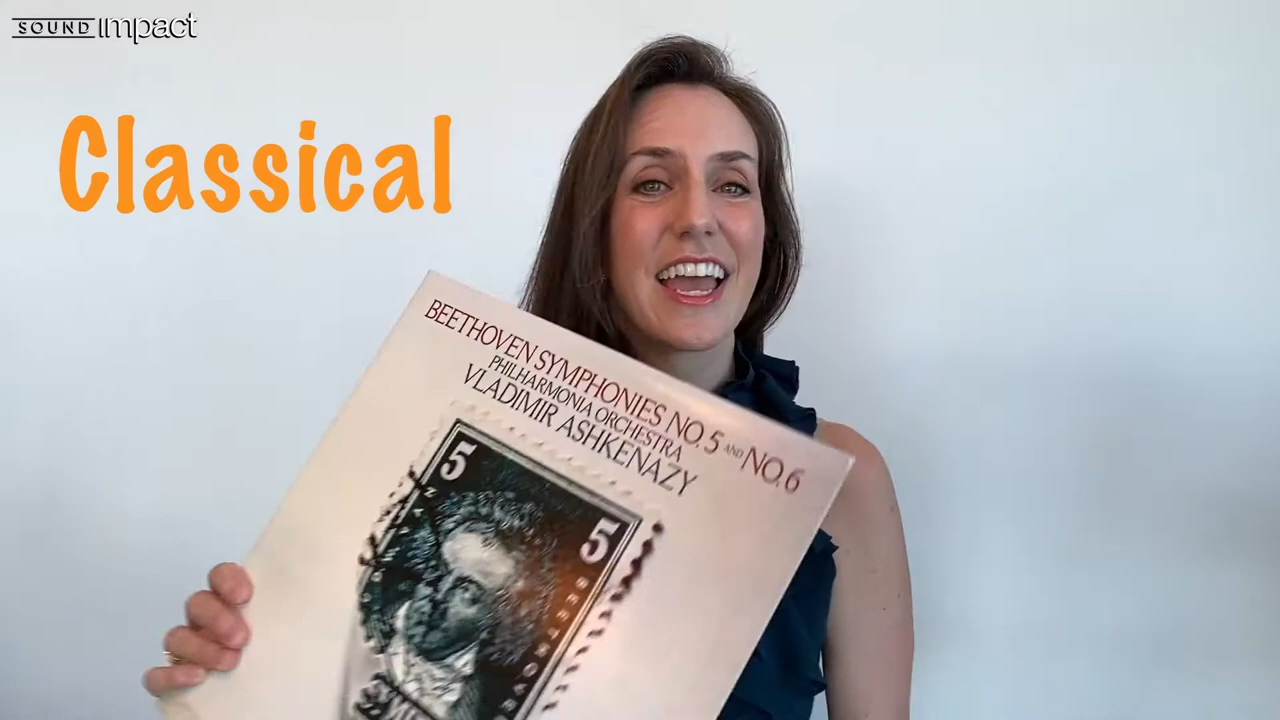 SOUND impact
Classical
BEETHOVEN SYMPHONIES NO. 5 AND NO. 6
PHILHARMONIA ORCHESTRA
VLADIMIR ASHKENAZY
5
5